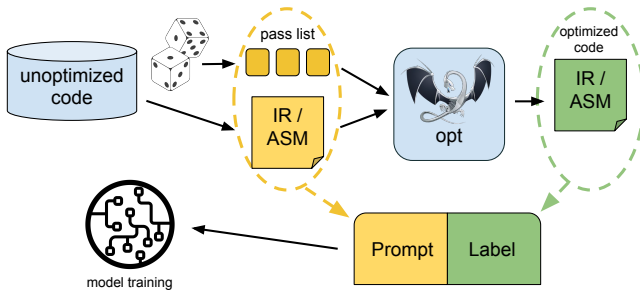 pass list
optimized
code
unoptimized
code
IR /
ASM
opt
IR /
ASM
Prompt
Label
model training